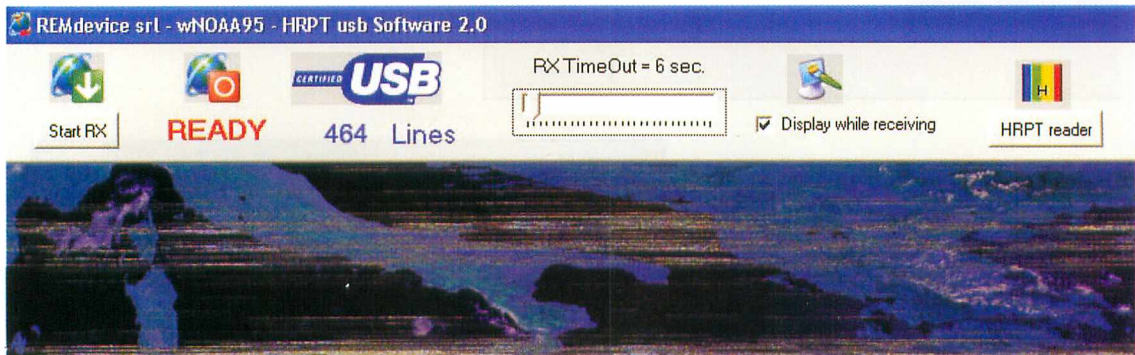 REMdevice srl - wNOAA95 - HRPT usb Software 2.0
Start RX
READY
CERTIFIED USB
464 Lines
RX TimeOut = 6 sec.
Display while receiving
H
HRPT reader